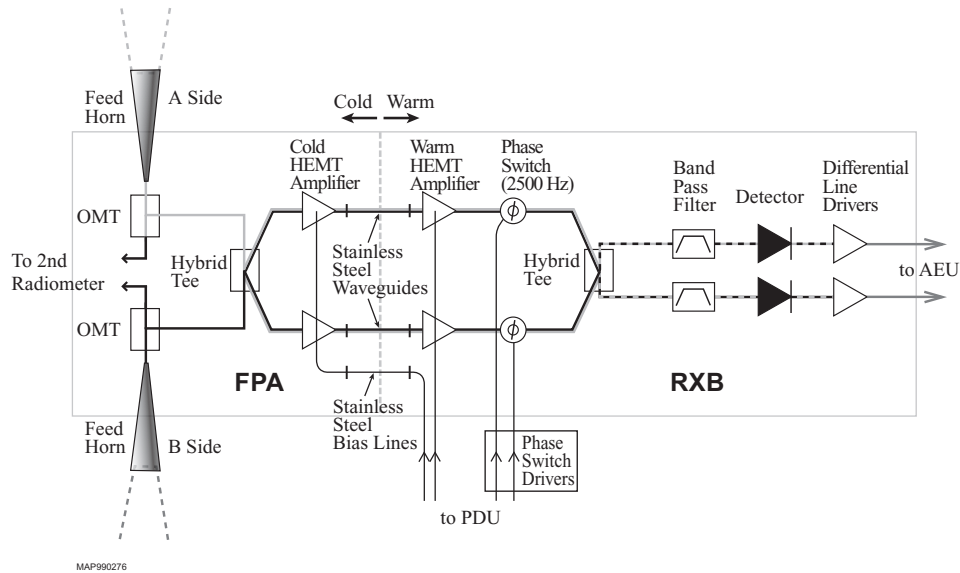 Feed
Horn
A Side
Cold
Warm
Cold
HEMT
Amplifier
Warm
HEMT
Amplifier
Phase
Switch
(2500 Hz)
Band
Pass
Filter
Detector
Differential
Line
Drivers
OMT
ϕ
To 2nd
Radiometer
Hybrid
Tee
Stainless
Steel
Waveguides
Hybrid
Tee
to AEU
OMT
ϕ
FPA
RXB
Feed
Horn
B Side
Stainless
Steel
Bias Lines
Phase
Switch
Drivers
to PDU
MAP990276